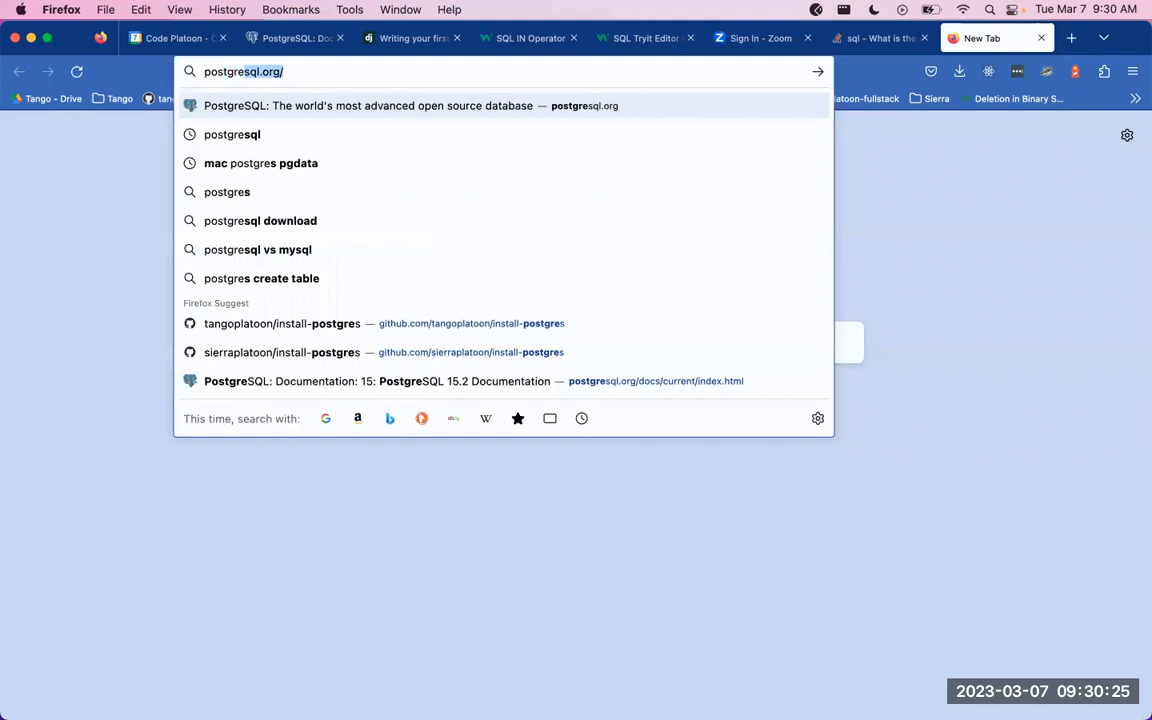 Firefox File Edit View History Bookmarks Tools Window Help Tue Mar 7 9:30 AM
Code Platoon - PostgreSQL: Doc Writing your first SQL IN Operator SQL Tryit Editor Sign In - Zoom sql - What is the New Tab
postgresql.org/
Tango - Drive Tango tan latoon-fullstack Sierra Deletion in Binary S...
PostgreSQL: The world's most advanced open source database — postgresql.org
postgresql
mac postgres pgdata
postgres
postgresql download
postgresql vs mysql
postgres create table
Firefox Suggest
tangoplatoon/install-postgres — github.com/tangoplatoon/install-postgres
sierraplatoon/install-postgres — github.com/sierraplatoon/install-postgres
PostgreSQL: Documentation: 15: PostgreSQL 15.2 Documentation — postgresql.org/docs/current/index.html
This time, search with: G a b ebay W
2023-03-07 09:30:25